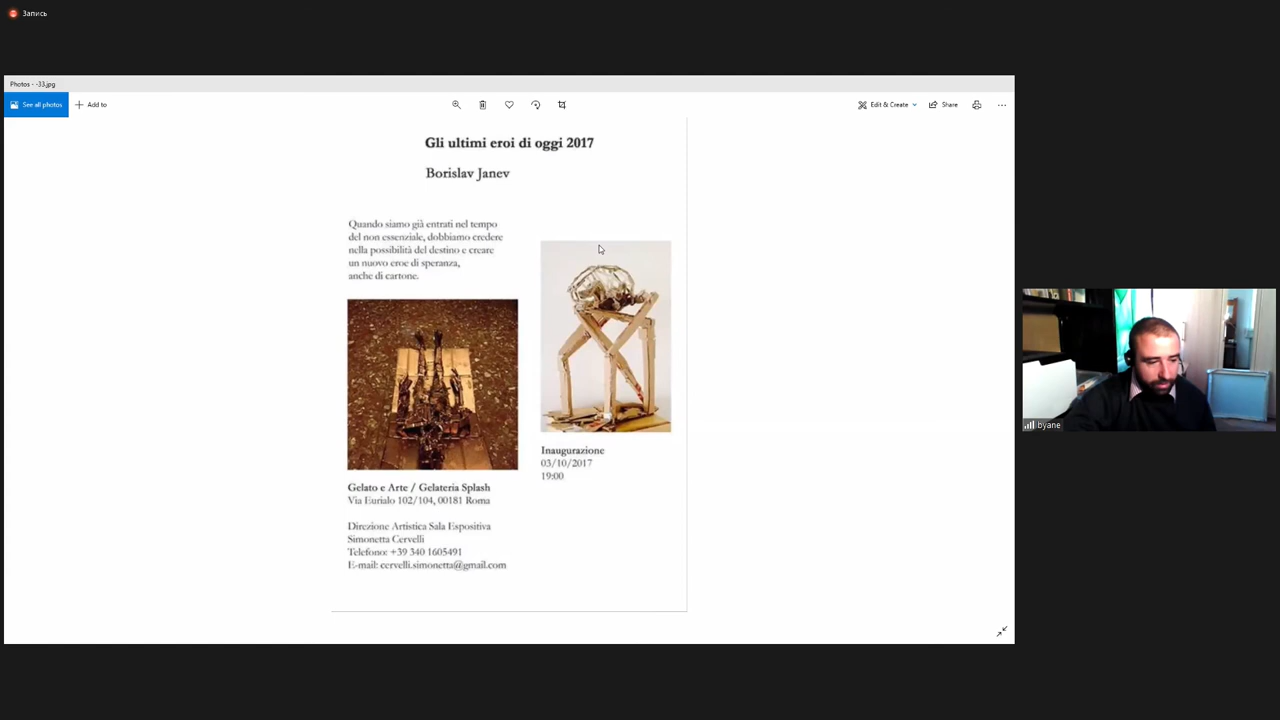 Запись
Photos - -33.jpg
See all photos
Add to
Edit & Create
Share
Gli ultimi eroi di oggi 2017
Borislav Janev
Quando siamo già entrati nel tempo
del non essenziale, dobbiamo credere
nella possibilità del destino e creare
un nuovo eroe di speranza,
anche di cartone.
Inaugurazione
03/10/2017
19:00
Gelato e Arte / Gelateria Splash
Via Eurialo 102/104, 00181 Roma
Direzione Artistica Sala Espositiva
Simonetta Cervelli
Telefono: +39 340 1605491
E-mail: cervelli.simonetta@gmail.com
byane